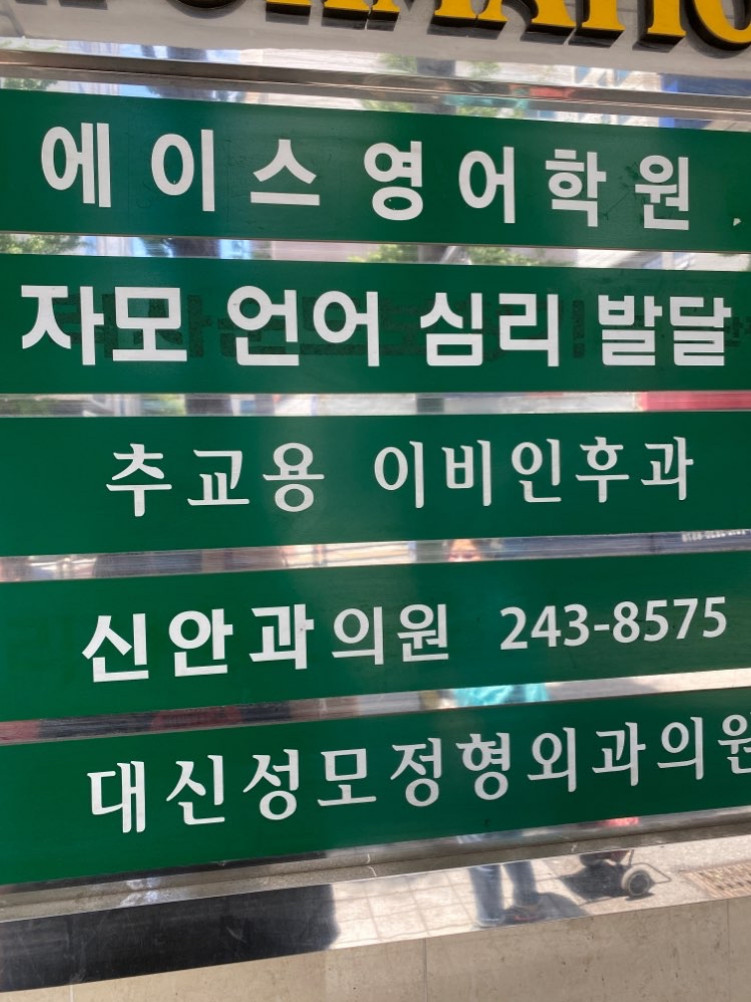 에이스영어학원
자모 언어 심리 발달
추교용 이비인후과
신안과의원 243-8575
대신성모정형외과의원